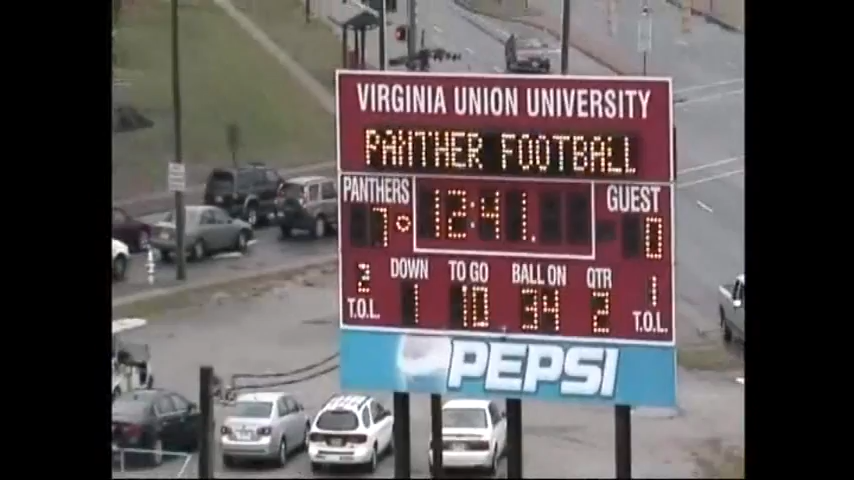 VIRGINIA UNION UNIVERSITY
PANTHER FOOTBALL
PANTHERS GUEST
7 12:41 0
DOWN TO GO BALL ON QTR
2 1 10 34 2 1
T.O.L. T.O.L.
PEPSI